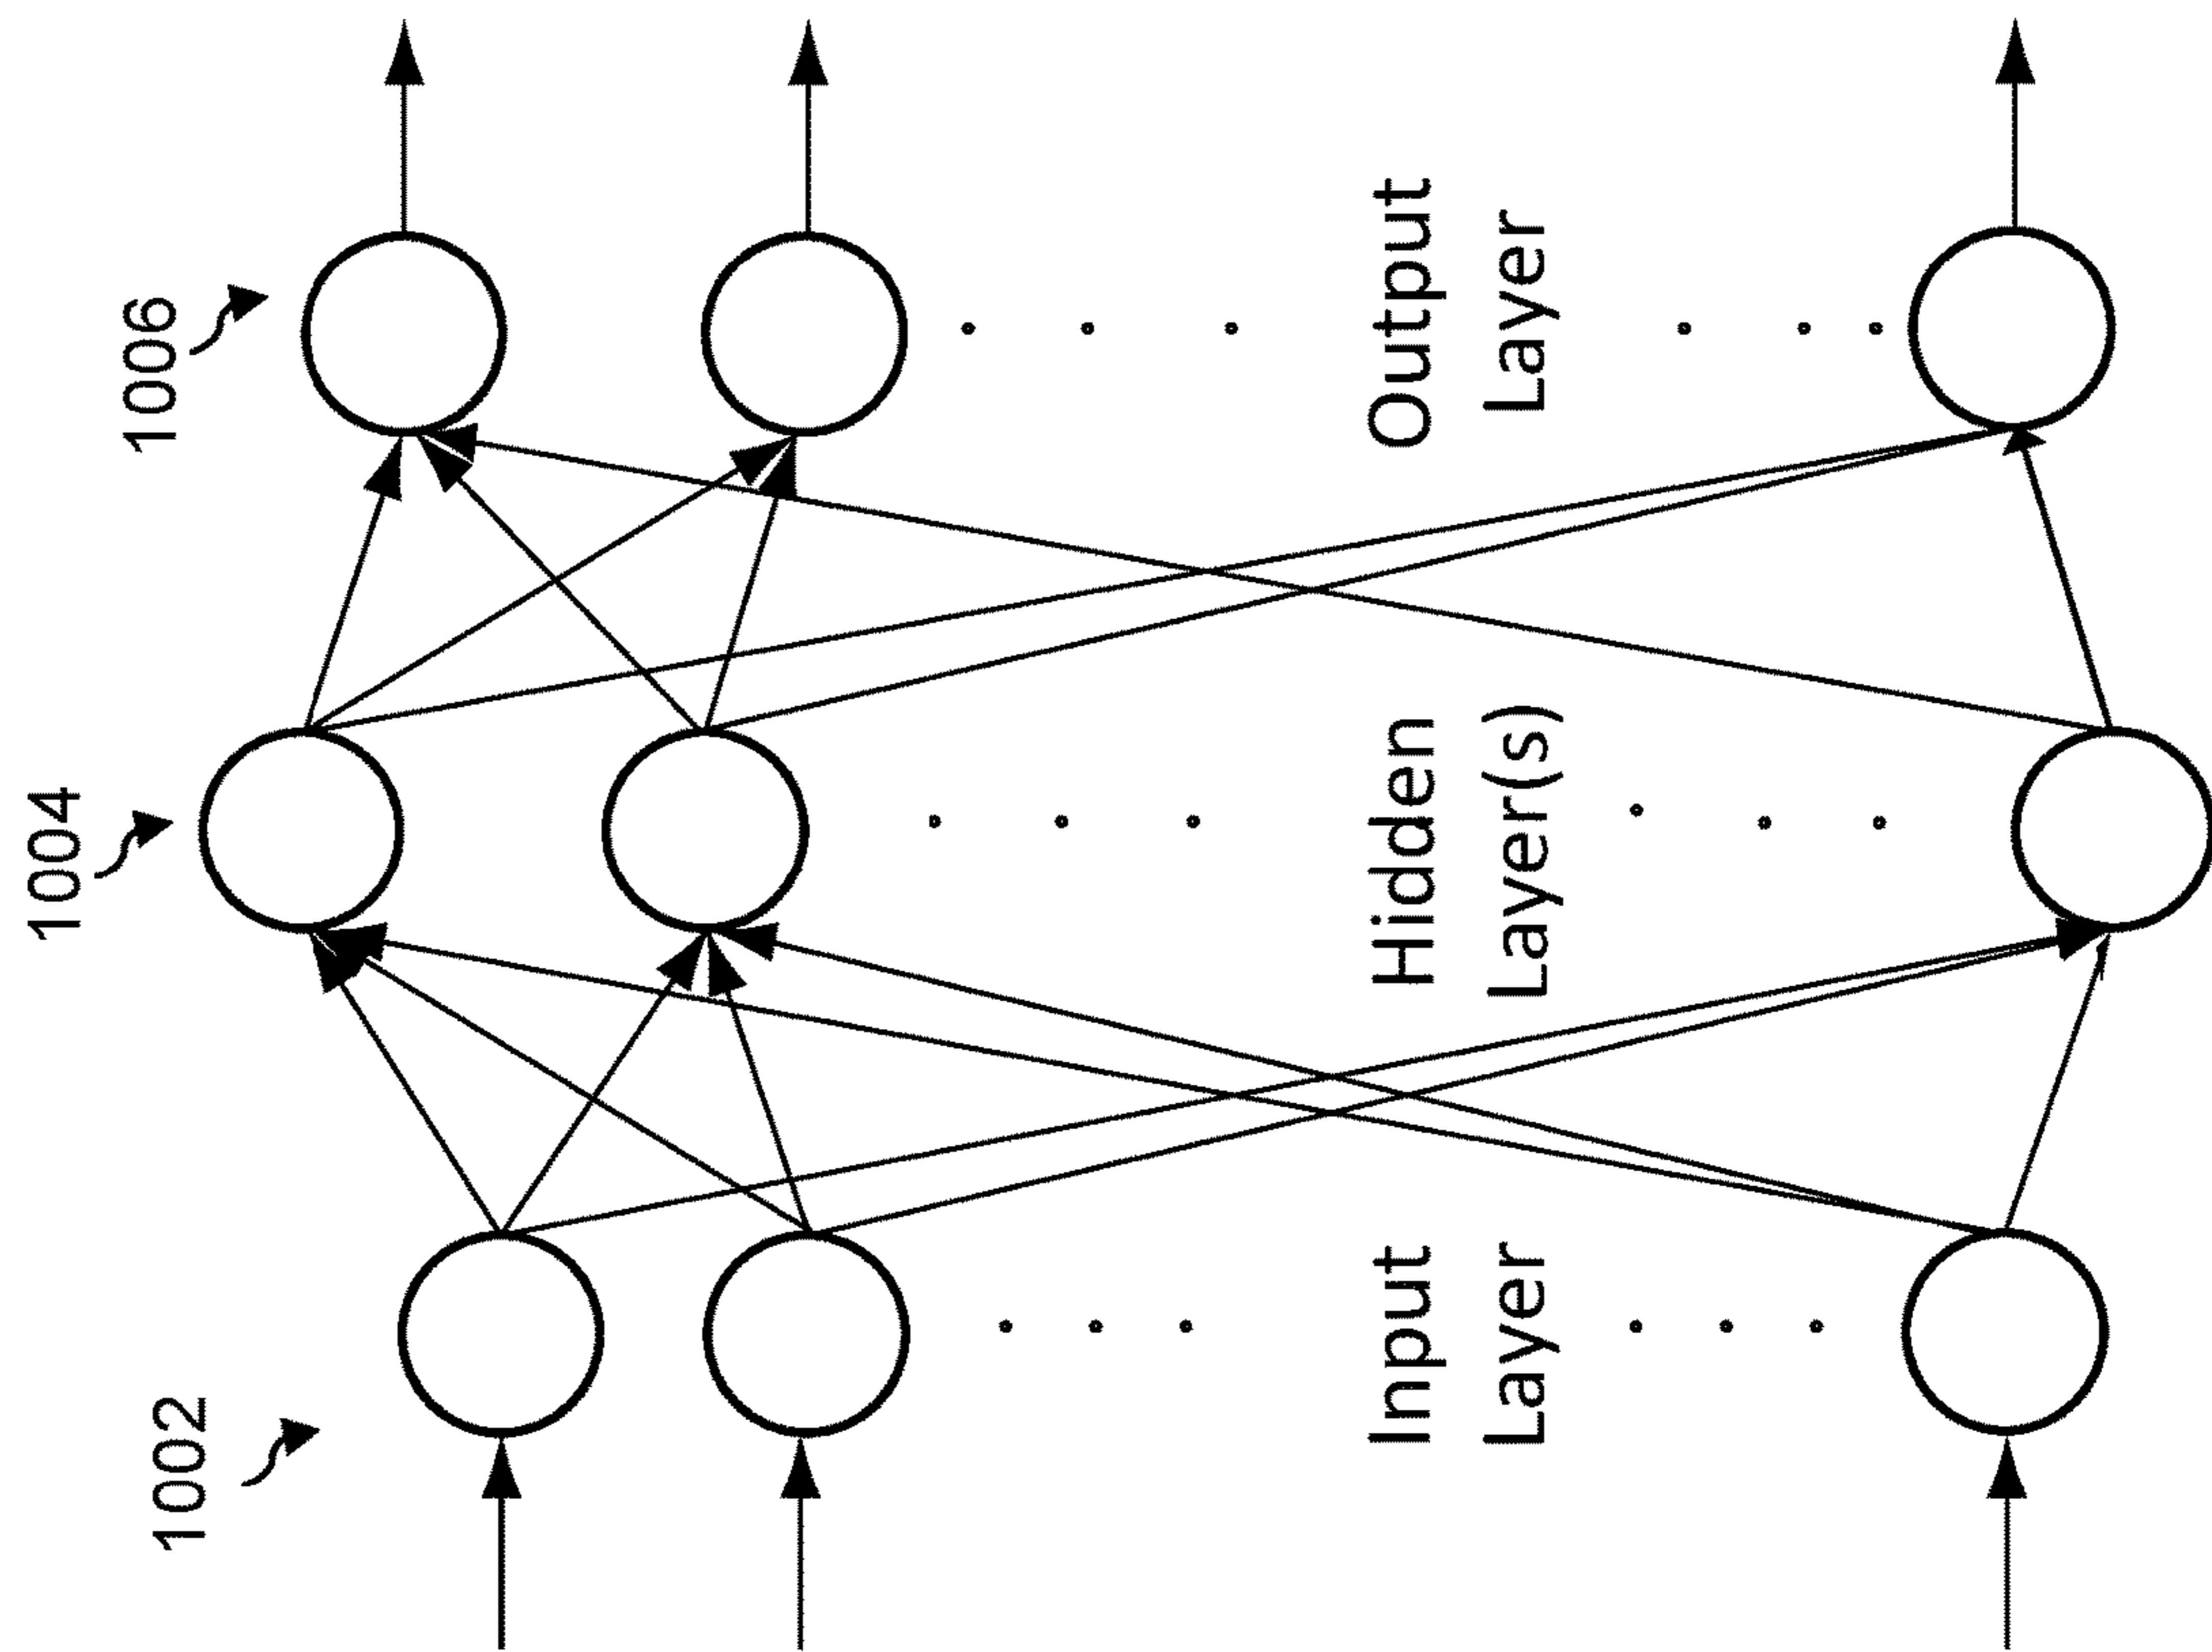 1002
1004
1006
Input
Layer
Hidden
Layer(s)
Output
Layer